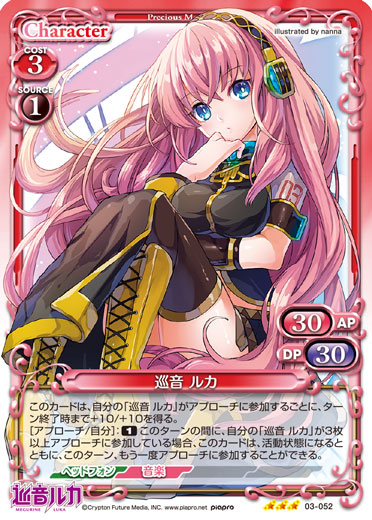 Precious M
illustrated by nanna
Character
COST
3
SOURCE
1
02
30 AP
DP 30
巡音 ルカ
このカードは、自分の「巡音 ルカ」がアプローチに参加するごとに、ター
ン終了時まで+10/+10を得る。
[アプローチ/自分]:1 このターンの間に、自分の「巡音 ルカ」が3枚
以上アプローチに参加している場合、このカードは、活動状態になると
ともに、このターン、もう一度アプローチに参加することができる。
ヘッドフォン 音楽
巡音ルカ
MEGURINE LUKA
©Crypton Future Media, INC. www.piapro.net piapro
03-052